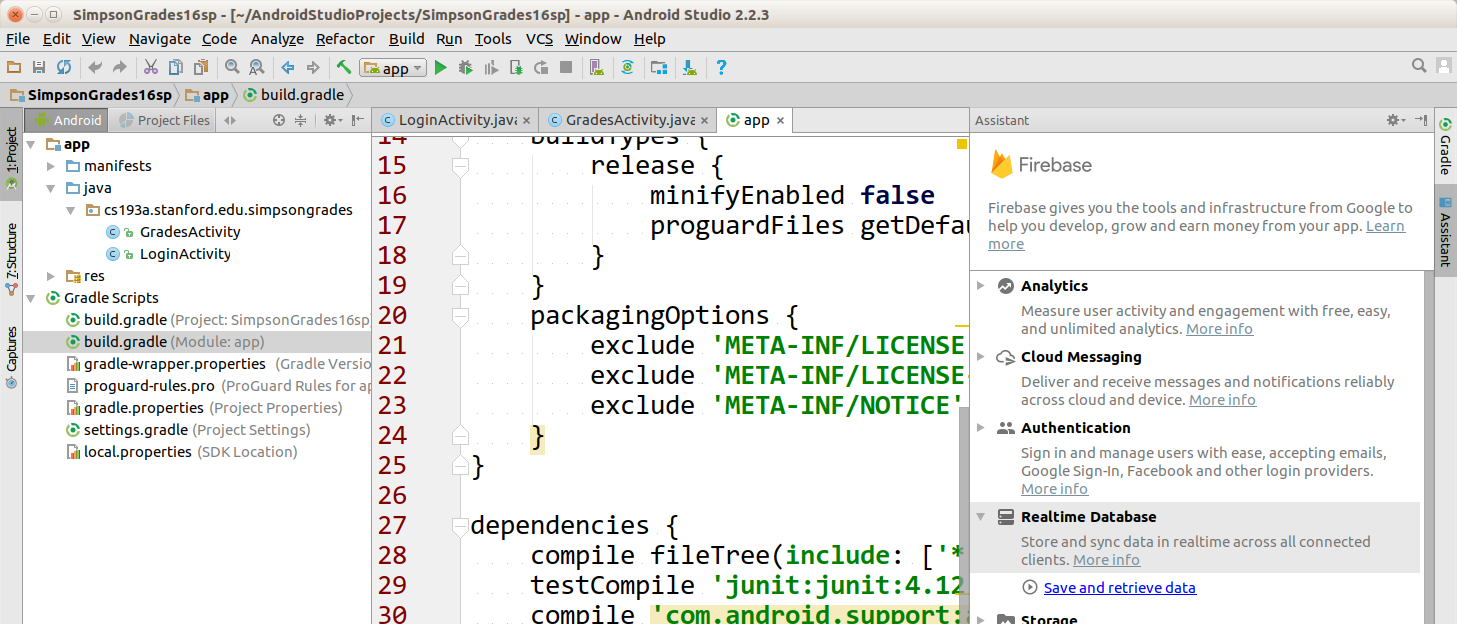 SimpsonGrades16sp - [~/AndroidStudioProjects/SimpsonGrades16sp] - app - Android Studio 2.2.3
File Edit View Navigate Code Analyze Refactor Build Run Tools VCS Window Help
app
SimpsonGrades16sp app build.gradle
1: Project
7: Structure
Captures
Android Project Files
app
manifests
java
cs193a.stanford.edu.simpsongrades
GradesActivity
LoginActivity
res
Gradle Scripts
build.gradle (Project: SimpsonGrades16sp)
build.gradle (Module: app)
gradle-wrapper.properties (Gradle Versio
proguard-rules.pro (ProGuard Rules for ap
gradle.properties (Project Properties)
settings.gradle (Project Settings)
local.properties (SDK Location)
LoginActivity.java GradesActivity.java app
14 buildTypes {
15 release {
16 minifyEnabled false
17 proguardFiles getDefau
18 }
19 }
20 packagingOptions {
21 exclude 'META-INF/LICENSE
22 exclude 'META-INF/LICENSE-
23 exclude 'META-INF/NOTICE'
24 }
25 }
26
27 dependencies {
28 compile fileTree(include: ['*
29 testCompile 'junit:junit:4.12
30 compile 'com.android.support:
Assistant
Firebase
Firebase gives you the tools and infrastructure from Google to
help you develop, grow and earn money from your app. Learn
more
Analytics
Measure user activity and engagement with free, easy,
and unlimited analytics. More info
Cloud Messaging
Deliver and receive messages and notifications reliably
across cloud and device. More info
Authentication
Sign in and manage users with ease, accepting emails,
Google Sign-In, Facebook and other login providers.
More info
Realtime Database
Store and sync data in realtime across all connected
clients. More info
Save and retrieve data
Storage
Gradle
Assistant